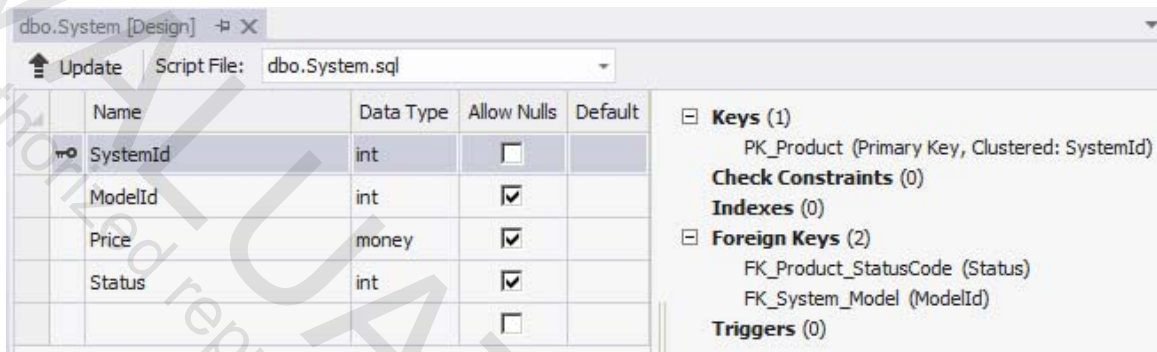 dbo.System [Design]
Update Script File: dbo.System.sql
Name Data Type Allow Nulls Default
SystemId int
ModelId int
Price money
Status int
Keys (1)
PK_Product (Primary Key, Clustered: SystemId)
Check Constraints (0)
Indexes (0)
Foreign Keys (2)
FK_Product_StatusCode (Status)
FK_System_Model (ModelId)
Triggers (0)